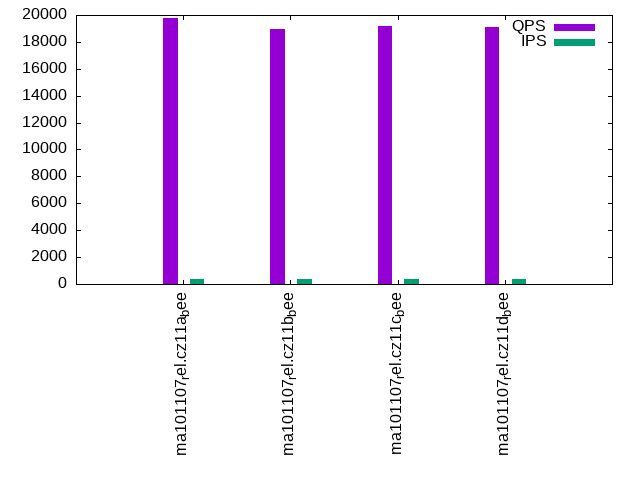 20000
18000
16000
14000
12000
10000
8000
6000
4000
2000
0
QPS
IPS
ma101107rel.cz11abee
ma101107rel.cz11bbee
ma101107rel.cz11cbee
ma101107rel.cz11dbee